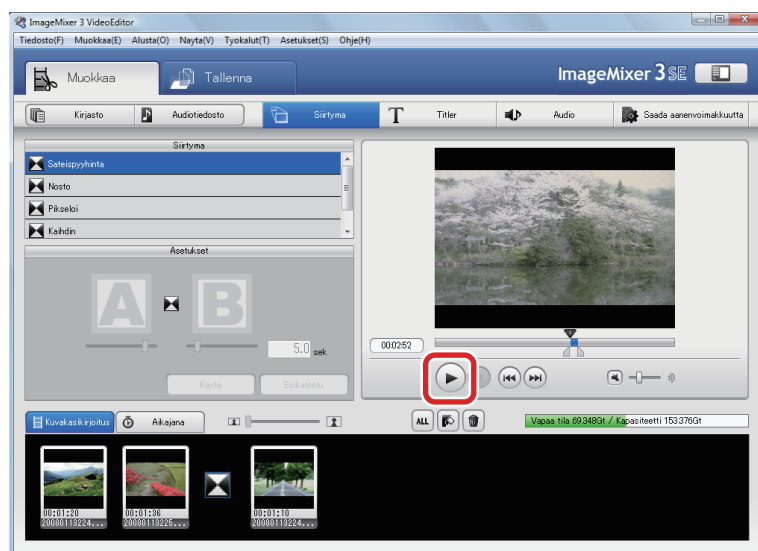 ImageMixer 3 VideoEditor
Tiedosto(F) Muokkaa(E) Alusta(O) Nayta(V) Tyokalut(T) Asetukset(S) Ohje(H)
Muokkaa Tallenna ImageMixer 3 SE
Kirjasto Audiotiedosto Siirtyma T Titler Audio Saada aanenvoimakkuutta
Siirtyma
Sateispyyhinta
Nosto
Pikseloi
Kaihdin
Asetukset
A B
5.0 sek
00:02:52
Kayta Esikatselu
Kuvakasikirjoitus Aikajana ALL Vapaa tila 69.348Gt / Kapasiteetti 153.376Gt
00:01:20 00:01:36 00:01:10
20080113224... 20080113225... 20080113224...